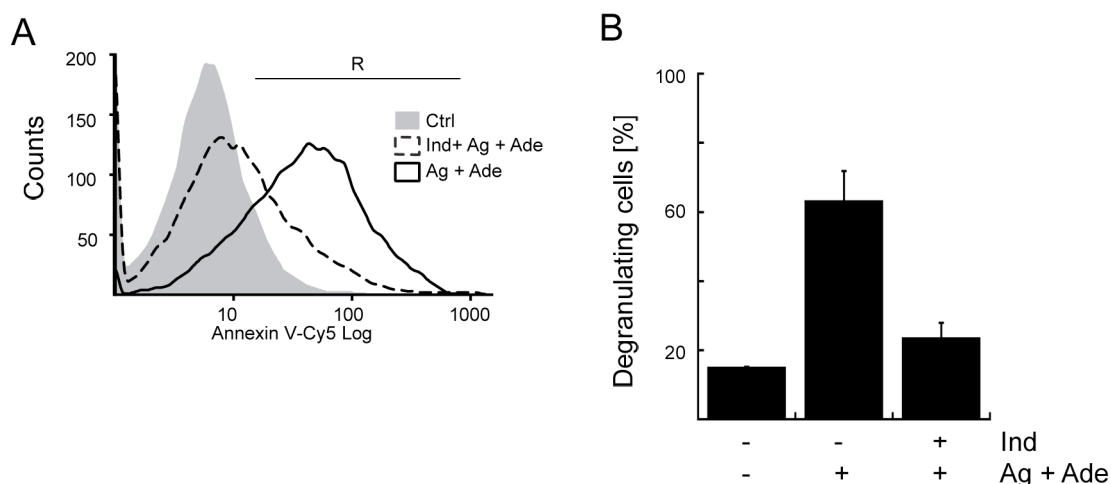 A
200
150
100
50
Counts
R
Ctrl
Ind+ Ag + Ade
Ag + Ade
10
100
1000
Annexin V-Cy5 Log
B
100
60
20
Degranulating cells [%]
- - + Ind
- + + Ag + Ade